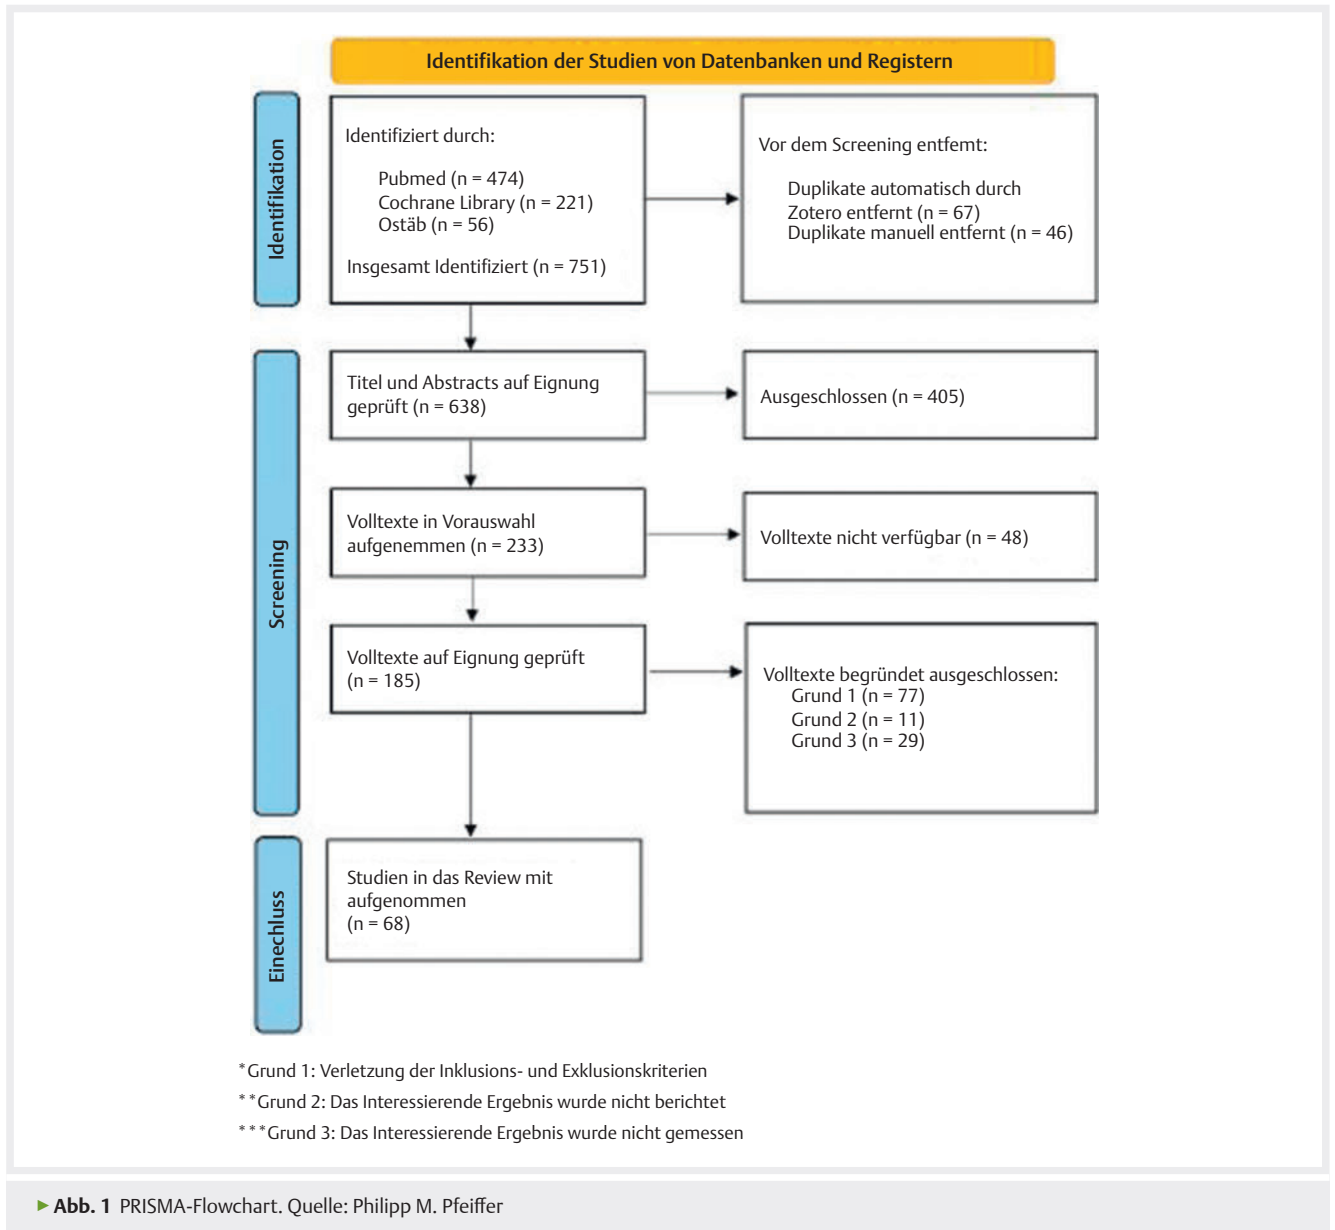 Identifikation der Studien von Datenbanken und Registern
Identifikation
Identifiziert durch:
Pubmed (n = 474)
Cochrane Library (n = 221)
Ostäb (n = 56)
Insgesamt Identifiziert (n = 751)
Vor dem Screening entfemt:
Duplikate automatisch durch
Zotero entfernt (n = 67)
Duplikate manuell entfernt (n = 46)
Screening
Titel und Abstracts auf Eignung
geprüft (n = 638)
Ausgeschlossen (n = 405)
Volltexte in Vorauswahl
aufgenemmen (n = 233)
Volltexte nicht verfügbar (n = 48)
Volltexte auf Eignung geprüft
(n = 185)
Volltexte begründet ausgeschlossen:
Grund 1 (n = 77)
Grund 2 (n = 11)
Grund 3 (n = 29)
Einechluss
Studien in das Review mit
aufgenommen
(n = 68)
*Grund 1: Verletzung der Inklusions- und Exklusionskriterien
**Grund 2: Das Interessierende Ergebnis wurde nicht berichtet
***Grund 3: Das Interessierende Ergebnis wurde nicht gemessen
▶ Abb. 1 PRISMA-Flowchart. Quelle: Philipp M. Pfeiffer